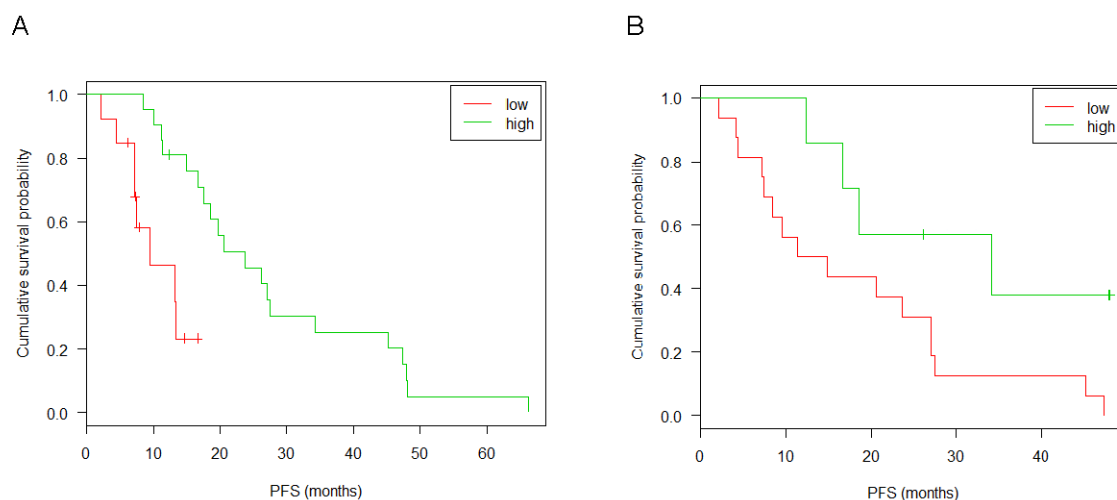 A
B
low
high
1.0
0.8
0.6
0.4
0.2
0.0
Cumulative survival probability
0 10 20 30 40 50 60
PFS (months)
low
high
1.0
0.8
0.6
0.4
0.2
0.0
Cumulative survival probability
0 10 20 30 40
PFS (months)